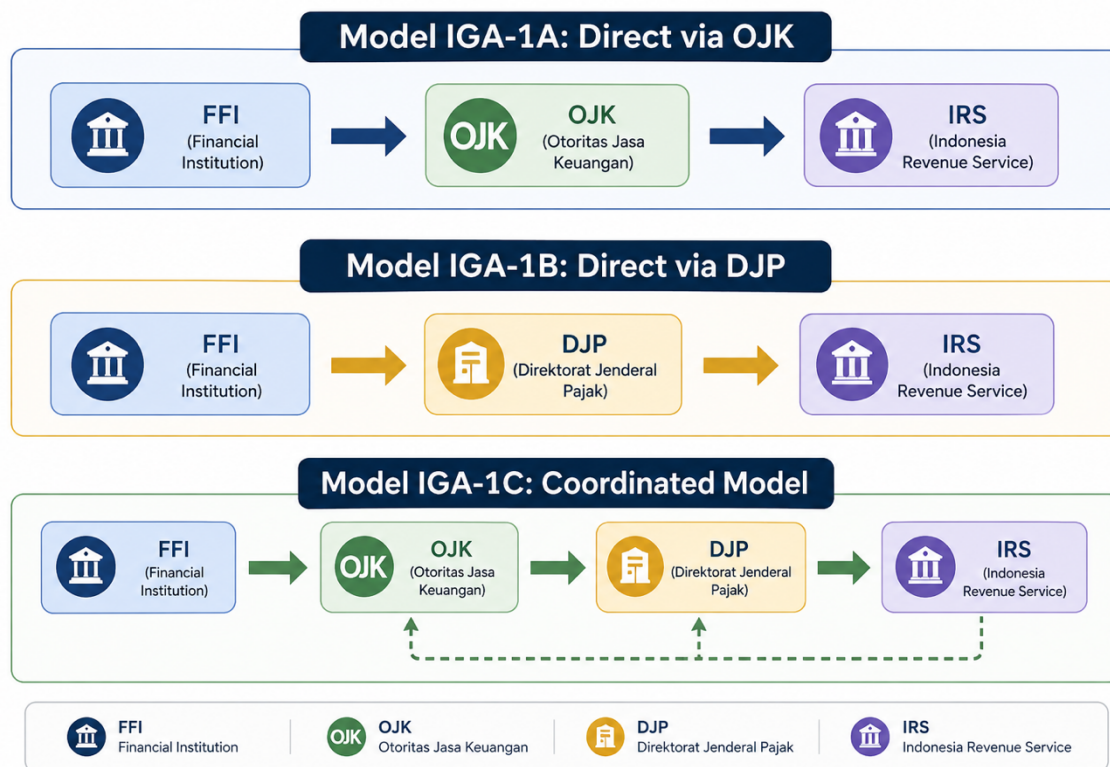 Model IGA-1A: Direct via OJK
FFI
(Financial
Institution)
OJK
OJK
(Otoritas Jasa
Keuangan)
IRS
(Indonesia
Revenue Service)
Model IGA-1B: Direct via DJP
FFI
(Financial
Institution)
DJP
(Direktorat Jenderal
Pajak)
IRS
(Indonesia
Revenue Service)
Model IGA-1C: Coordinated Model
FFI
(Financial
Institution)
OJK
OJK
(Otoritas Jasa
Keuangan)
DJP
(Direktorat Jenderal
Pajak)
IRS
(Indonesia
Revenue Service)
FFI
Financial Institution
OJK
OJK
Otoritas Jasa Keuangan
DJP
Direktorat Jenderal Pajak
IRS
Indonesia Revenue Service